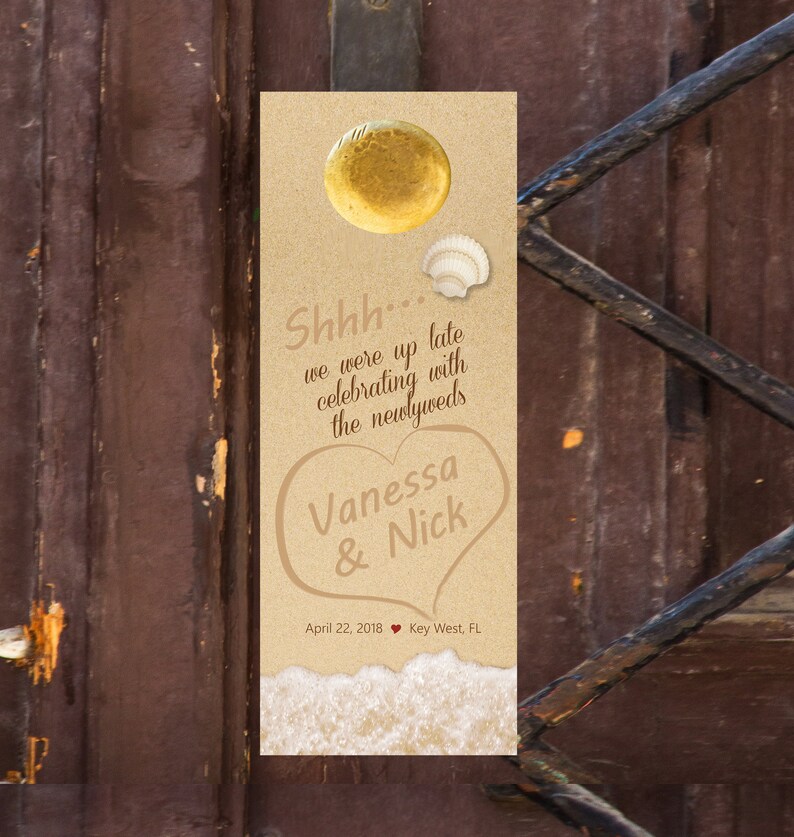 Shhh...
we were up late
celebrating with
the newlyweds
Vanessa
& Nick
April 22, 2018 ♥ Key West, FL